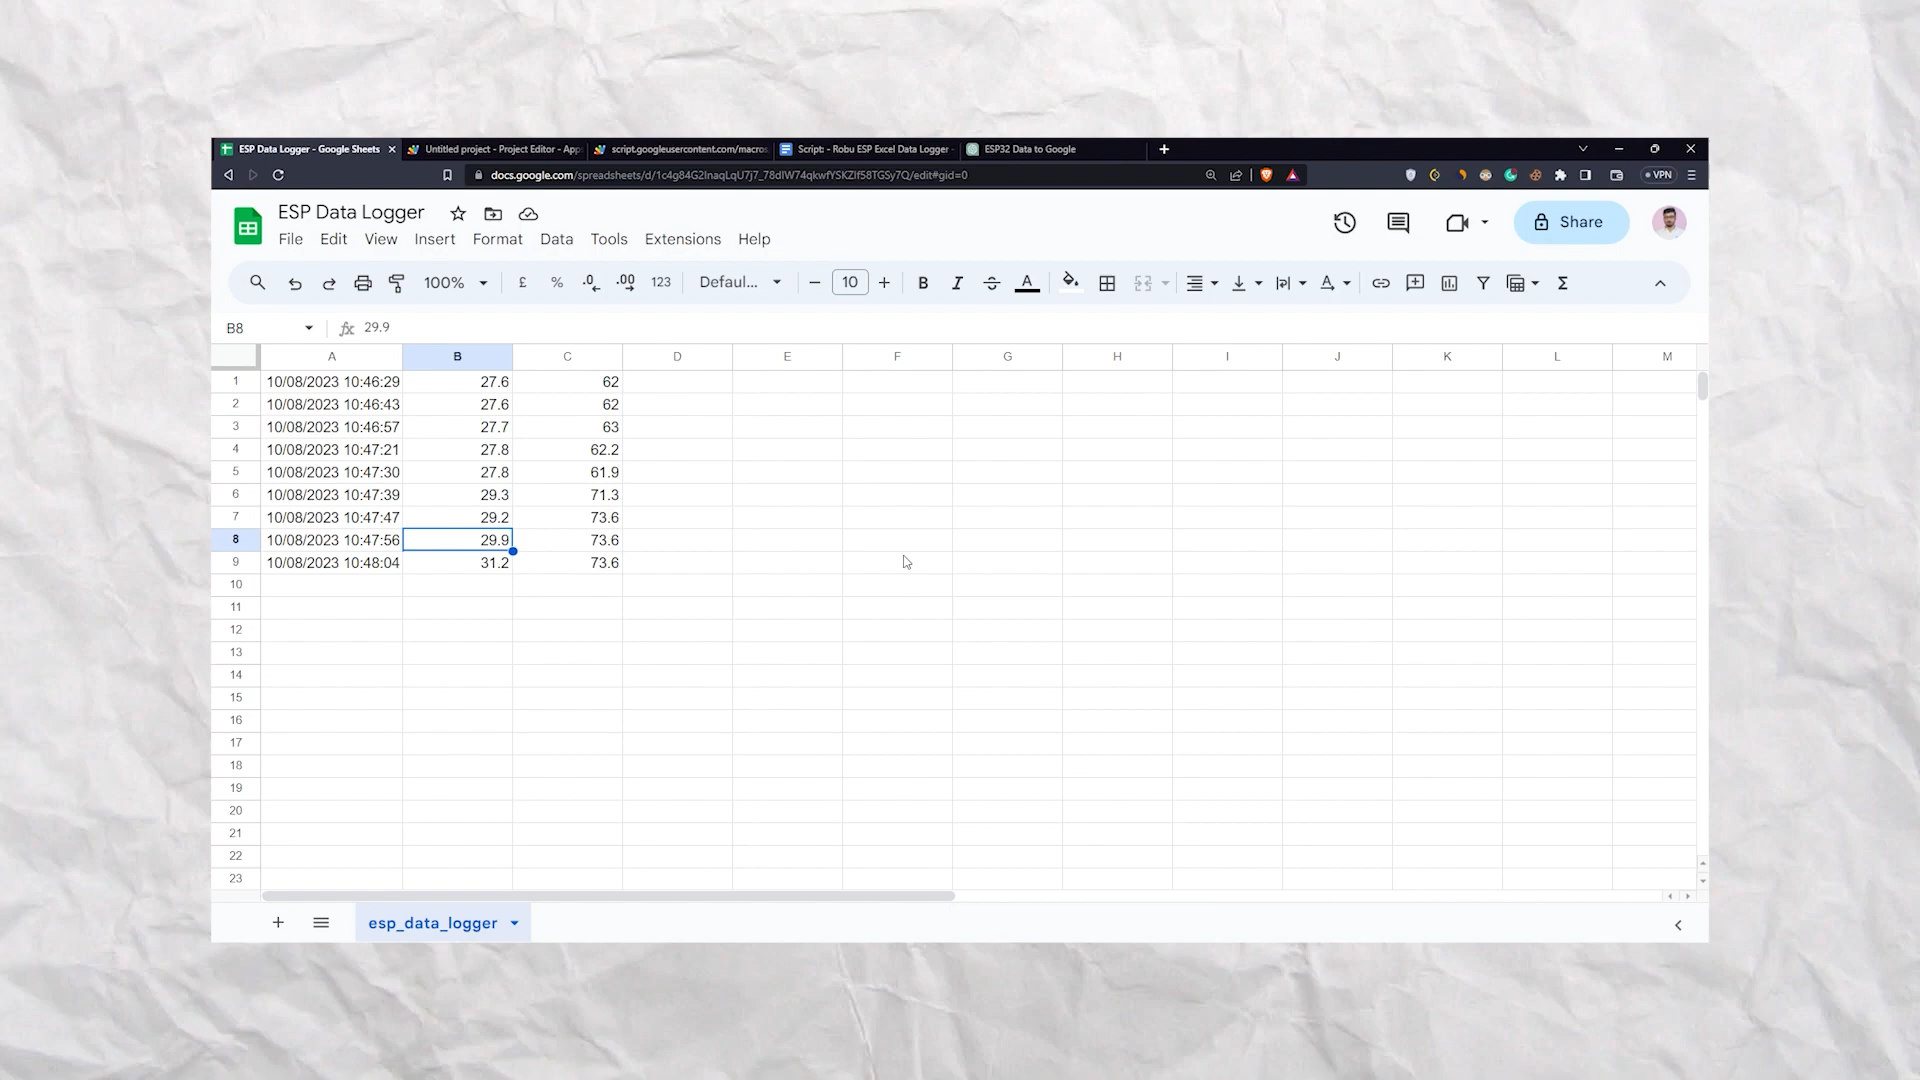 ESP Data Logger - Google Sheets
Untitled project - Project Editor - Apps
script.googleusercontent.com/macros
Script: - Robu ESP Excel Data Logger -
ESP32 Data to Google
docs.google.com/spreadsheets/d/1c4g84G2InaqLqU7j7_78dIW74qkwfYSKZlf58TGSy7Q/edit#gid=0
VPN
ESP Data Logger
File Edit View Insert Format Data Tools Extensions Help
Share
100% £ % .0 .00 123 Defaul... − 10 + B I A Σ
B8 fx 29.9
A B C D E F G H I J K L M
1 10/08/2023 10:46:29 27.6 62
2 10/08/2023 10:46:43 27.6 62
3 10/08/2023 10:46:57 27.7 63
4 10/08/2023 10:47:21 27.8 62.2
5 10/08/2023 10:47:30 27.8 61.9
6 10/08/2023 10:47:39 29.3 71.3
7 10/08/2023 10:47:47 29.2 73.6
8 10/08/2023 10:47:56 29.9 73.6
9 10/08/2023 10:48:04 31.2 73.6
10
11
12
13
14
15
16
17
18
19
20
21
22
23
esp_data_logger